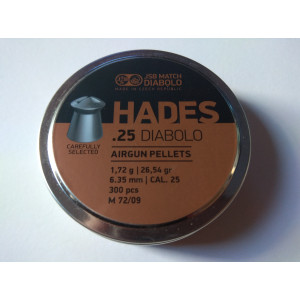 JSB MATCH
DIABOLO
MADE IN CZECH REPUBLIC
HADES
.25 DIABOLO
CAREFULLY
SELECTED
AIRGUN PELLETS
1,72 g | 26,54 gr
6.35 mm | CAL. 25
300 pcs
M 72/09